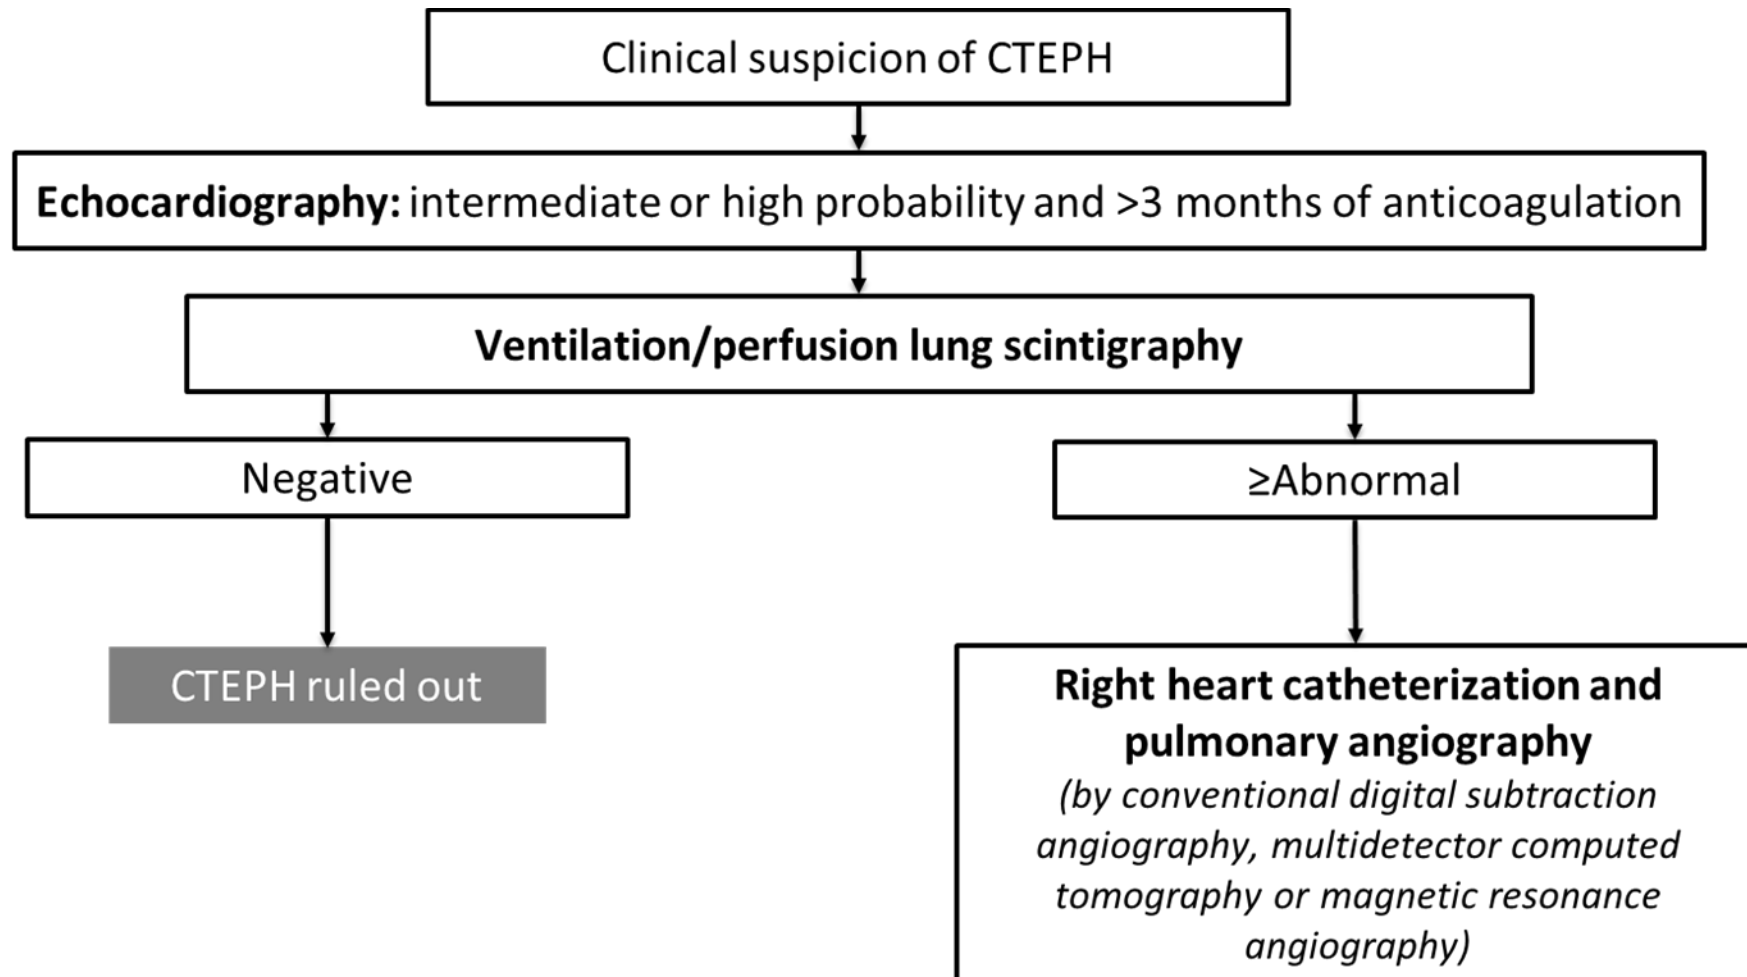 Clinical suspicion of CTEPH
Echocardiography: intermediate or high probability and >3 months of anticoagulation
Ventilation/perfusion lung scintigraphy
Negative
≥Abnormal
CTEPH ruled out
Right heart catheterization and
pulmonary angiography
(by conventional digital subtraction
angiography, multidetector computed
tomography or magnetic resonance
angiography)